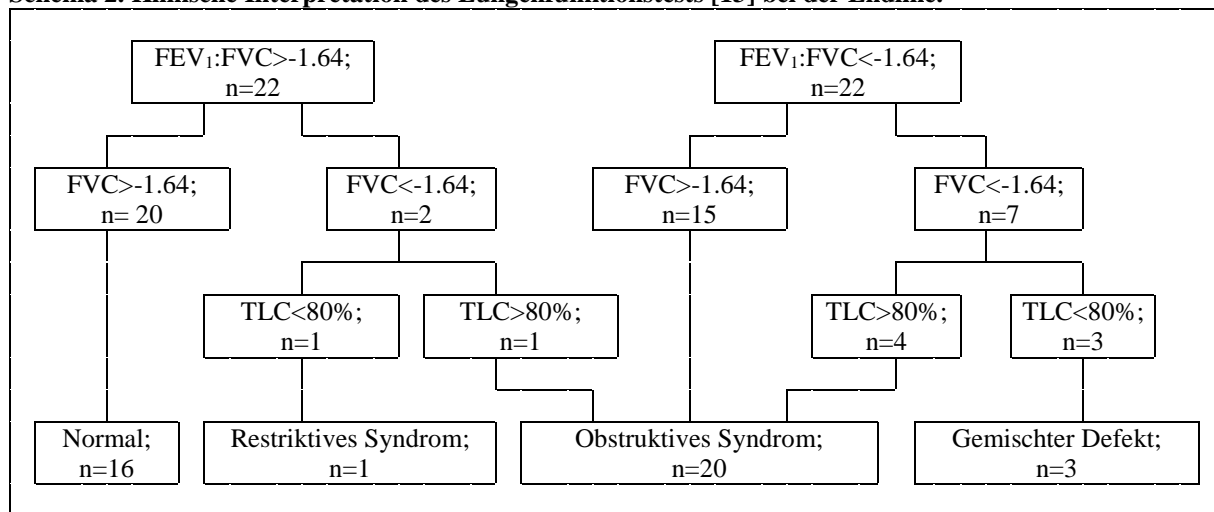 Schema 2. Klinische Interpretation des Lungenfunktionstests bei der Endline.
FEV₁:FVC>-1.64;
n=22
FEV₁:FVC<-1.64;
n=22
FVC>-1.64;
n= 20
FVC<-1.64;
n=2
FVC>-1.64;
n=15
FVC<-1.64;
n=7
TLC<80%;
n=1
TLC>80%;
n=1
TLC>80%;
n=4
TLC<80%;
n=3
Normal;
n=16
Restriktives Syndrom;
n=1
Obstruktives Syndrom;
n=20
Gemischter Defekt;
n=3